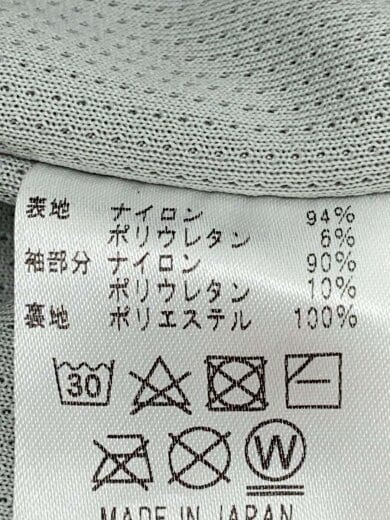 表地 ナイロン 94%
ポリウレタン 6%
袖部分 ナイロン 90%
ポリウレタン 10%
裏地 ポリエステル 100%
30
W
MADE IN JAPAN